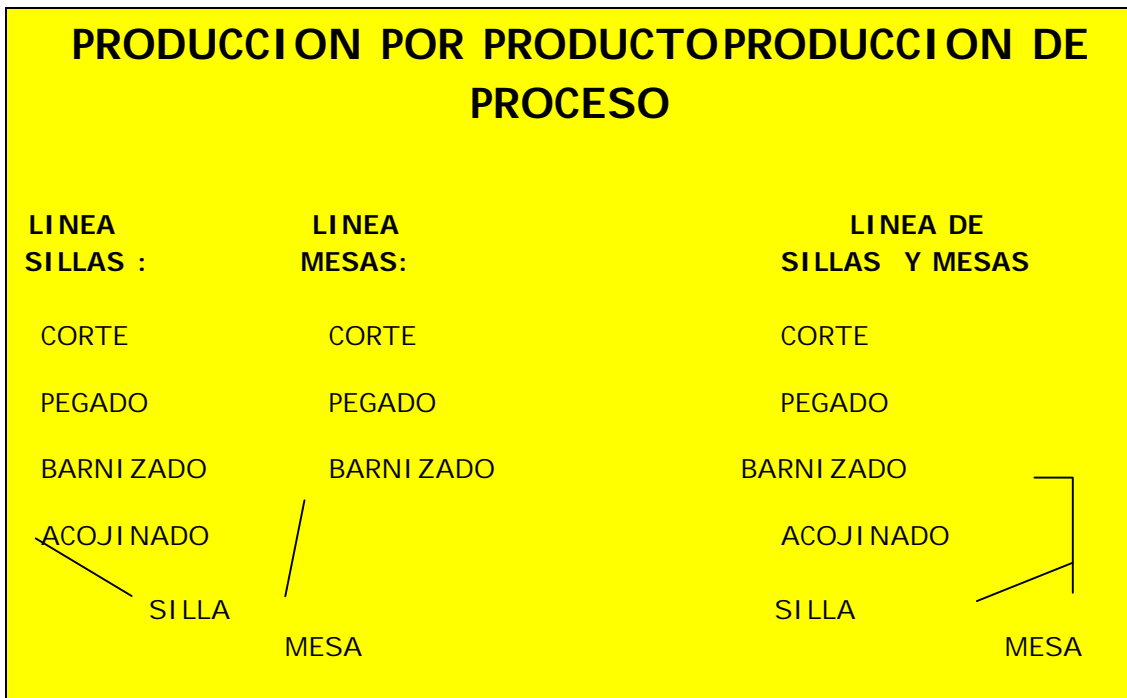 PRODUCCION POR PRODUCTOPRODUCCION DE
PROCESO
LINEA
SILLAS :
LINEA
MESAS:
LINEA DE
SILLAS Y MESAS
CORTE CORTE CORTE
PEGADO PEGADO PEGADO
BARNIZADO BARNIZADO BARNIZADO
ACOJINADO ACOJINADO
SILLA SILLA
MESA MESA